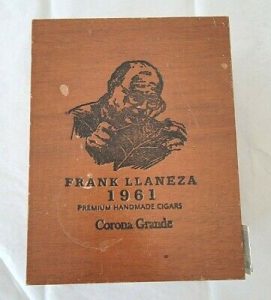 FRANK LLANEZA
1961
PREMIUM HANDMADE CIGARS
Corona Grande